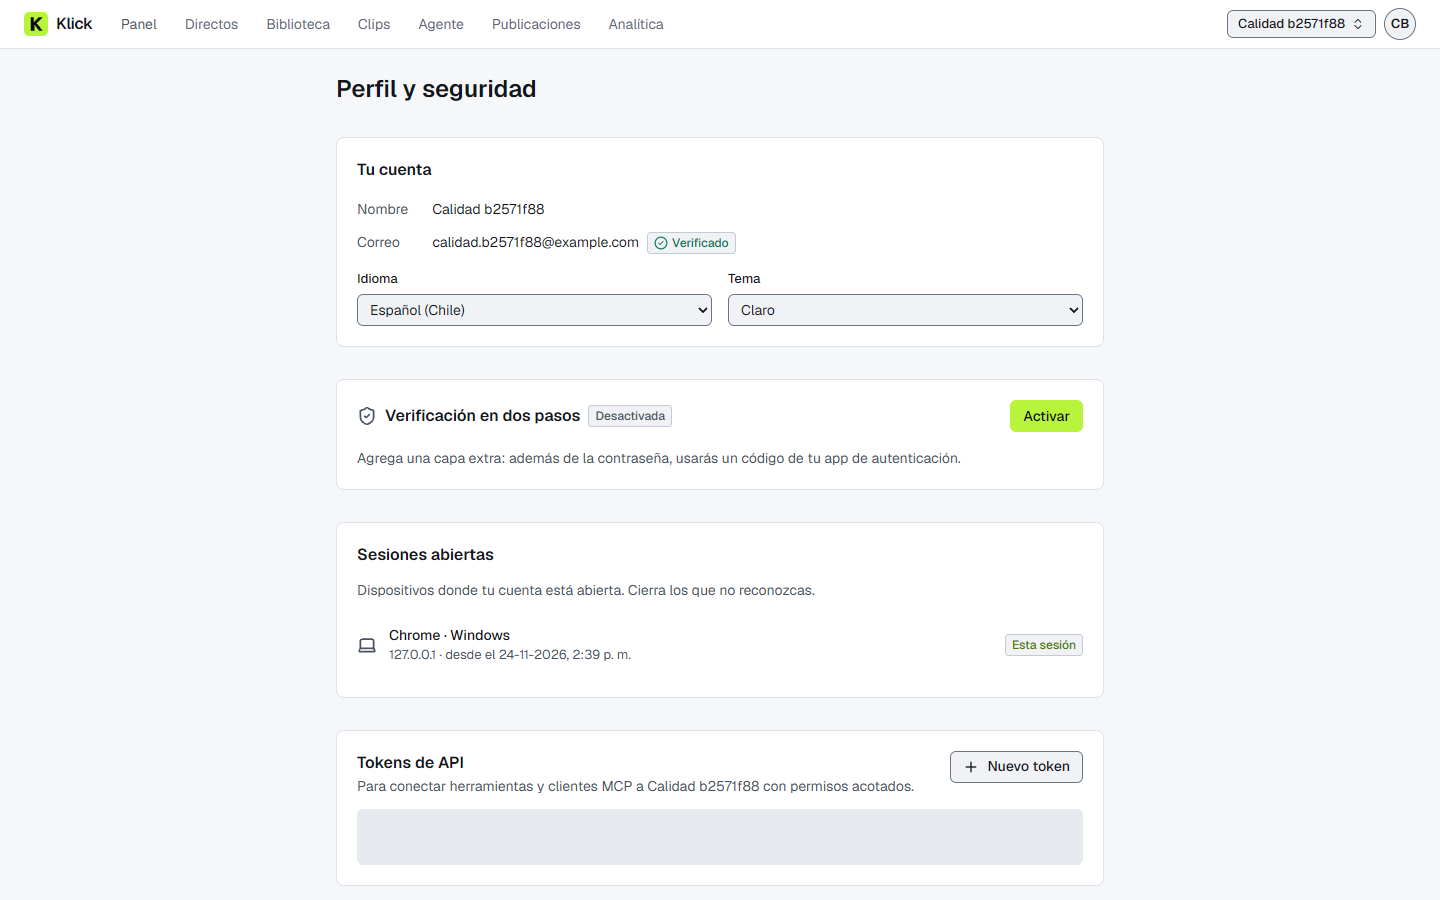 K Klick Panel Directos Biblioteca Clips Agente Publicaciones Analítica Calidad b2571f88 CB
Perfil y seguridad
Tu cuenta
Nombre Calidad b2571f88
Correo calidad.b2571f88@example.com Verificado
Idioma Tema
Español (Chile) Claro
Verificación en dos pasos Desactivada Activar
Agrega una capa extra: además de la contraseña, usarás un código de tu app de autenticación.
Sesiones abiertas
Dispositivos donde tu cuenta está abierta. Cierra los que no reconozcas.
Chrome · Windows
127.0.0.1 · desde el 24-11-2026, 2:39 p. m. Esta sesión
Tokens de API Nuevo token
Para conectar herramientas y clientes MCP a Calidad b2571f88 con permisos acotados.